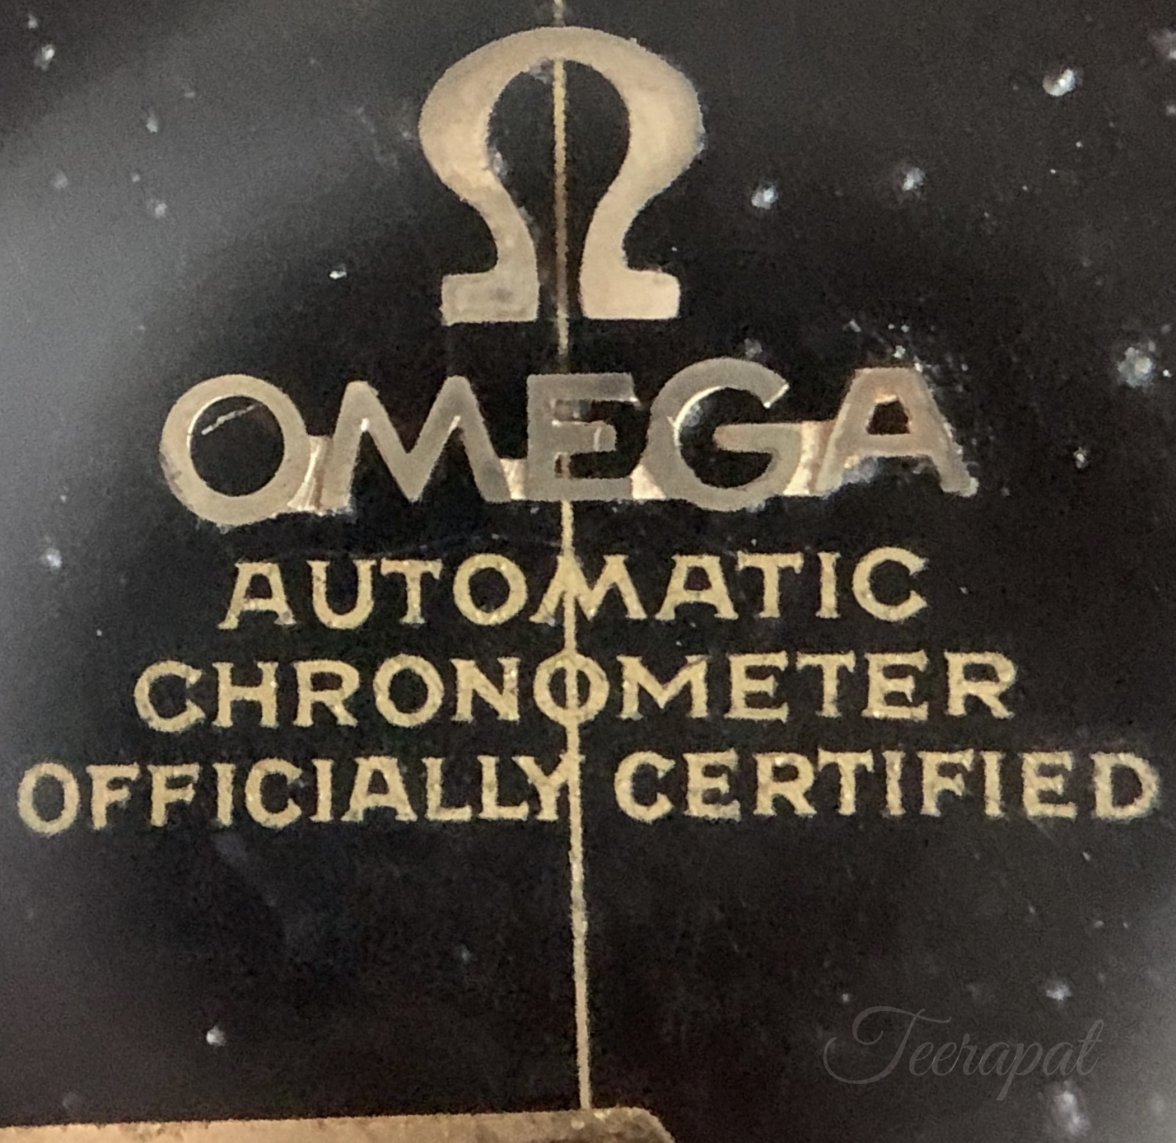 Ω
OMEGA
AUTOMATIC
CHRONOMETER
OFFICIALLY CERTIFIED
Teerapat